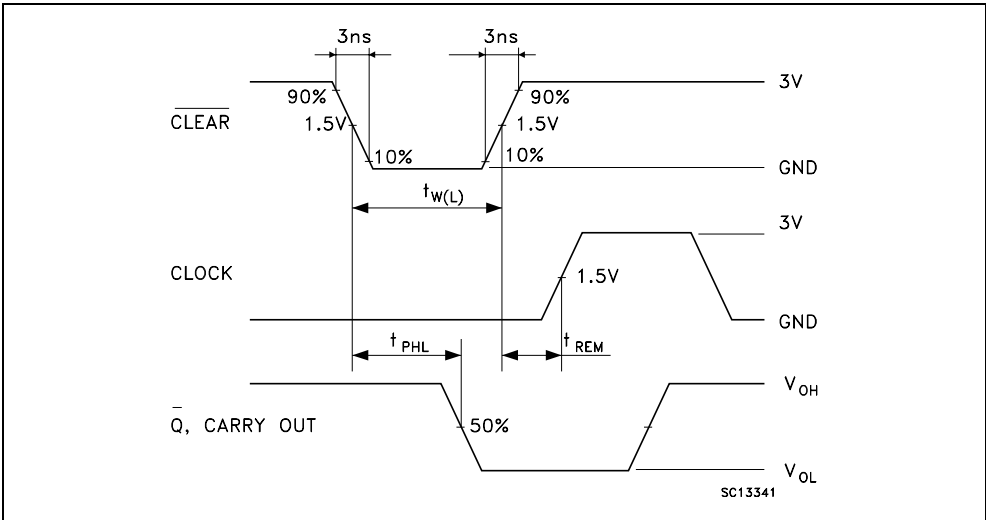 3ns 3ns
90% 90% 3V
CLEAR 1.5V 1.5V
10% 10% GND
tW(L)
3V
CLOCK 1.5V
GND
tPHL tREM
VOH
Q̅, CARRY OUT 50%
VOL
SC13341